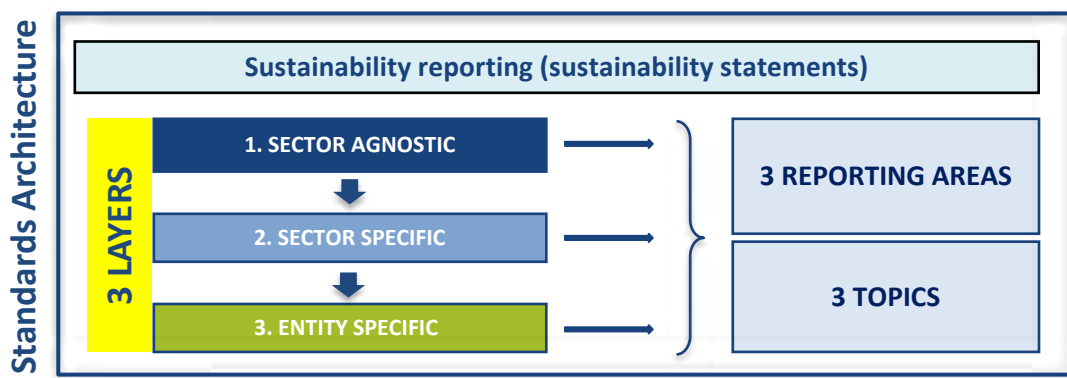 Standards Architecture
Sustainability reporting (sustainability statements)
3 LAYERS
1. SECTOR AGNOSTIC
2. SECTOR SPECIFIC
3. ENTITY SPECIFIC
3 REPORTING AREAS
3 TOPICS